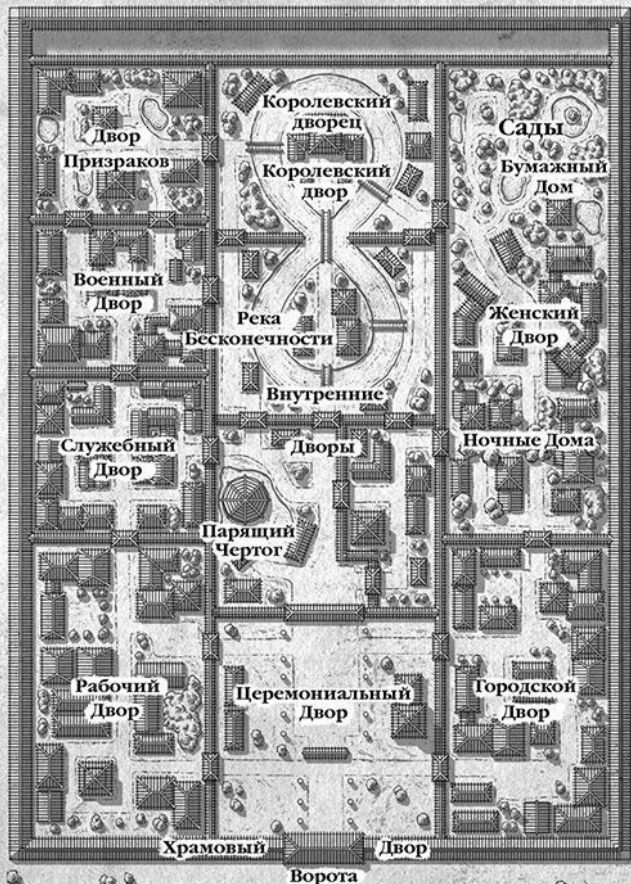 Королевский
дворец
Двор
Призраков
Королевский
двор
Сады
Бумажный
Дом
Военный
Двор
Река
Бесконечности
Женский
Двор
Внутренние
Дворы
Служебный
Двор
Ночные Дома
Парящий
Чертог
Рабочий
Двор
Церемониальный
Двор
Городской
Двор
Храмовый Двор
Ворота